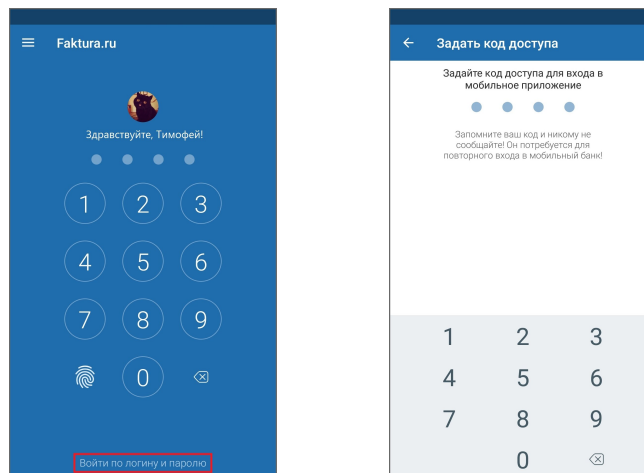 Faktura.ru
Здравствуйте, Тимофей!
1 2 3
4 5 6
7 8 9
0
Войти по логину и паролю
Задать код доступа
Задайте код доступа для входа в
мобильное приложение
Запомните ваш код и никому не
сообщайте! Он потребуется для
повторного входа в мобильный банк!
1 2 3
4 5 6
7 8 9
0